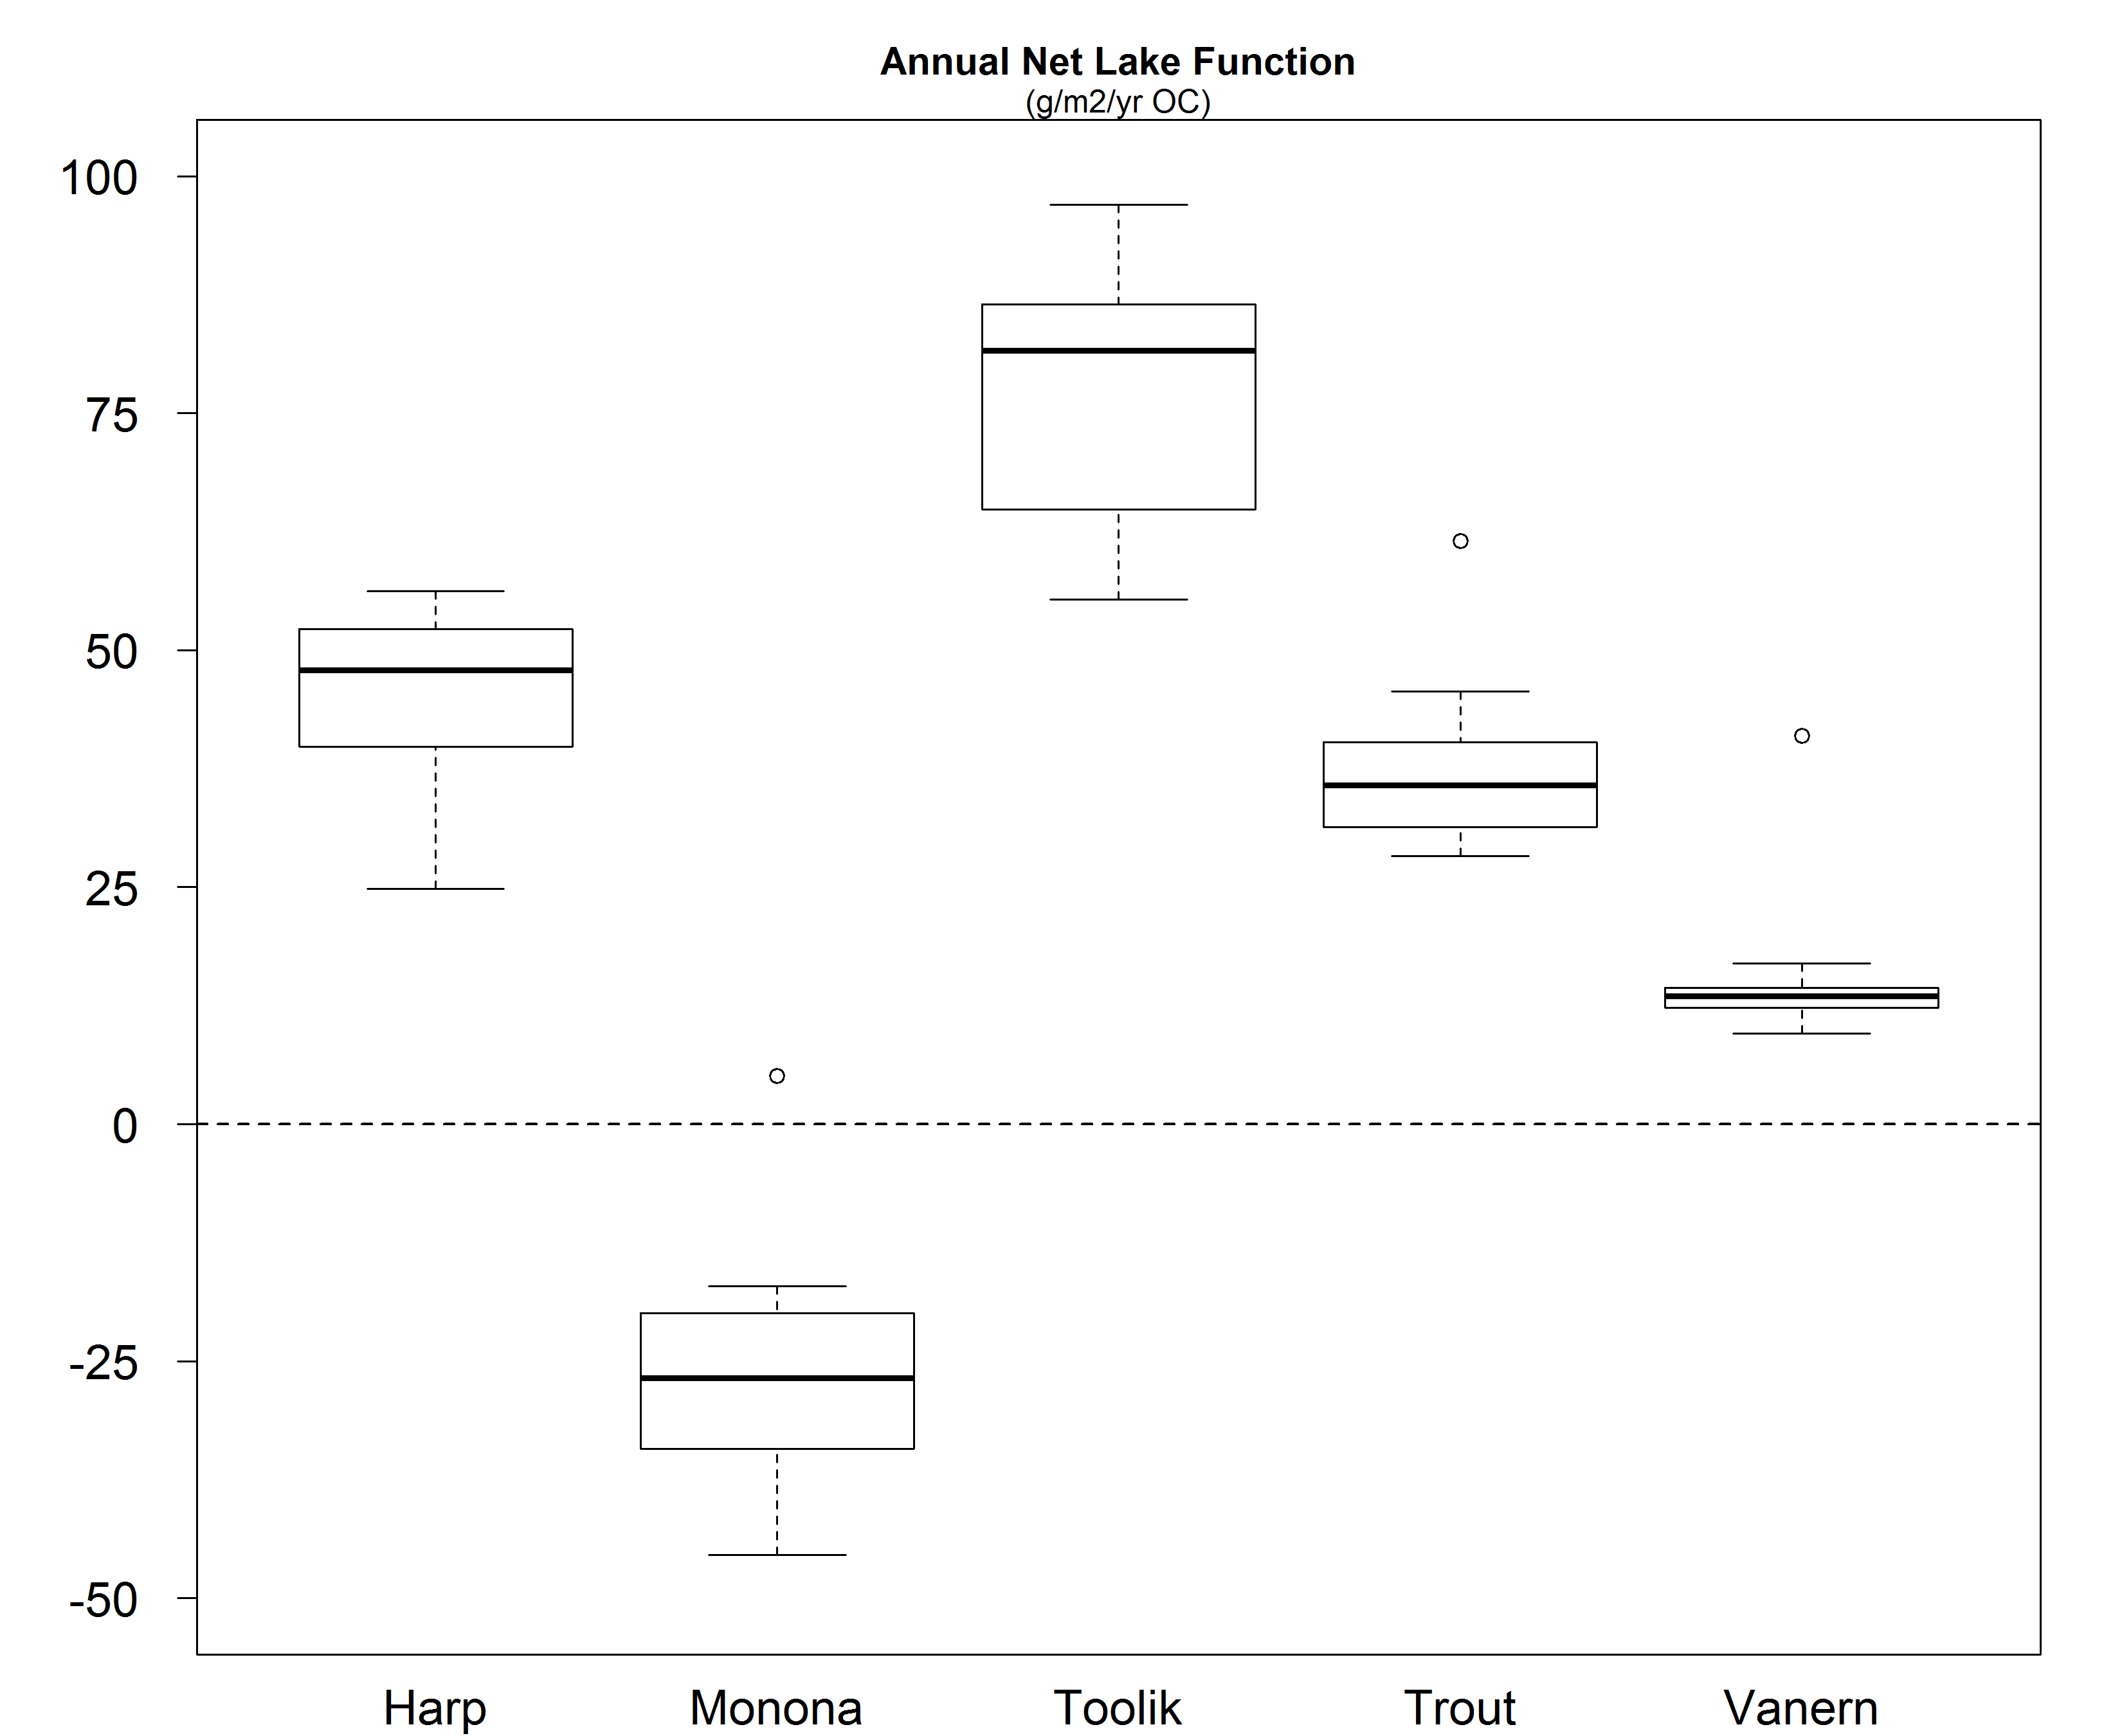 Annual Net Lake Function
(g/m2/yr OC)
100
75
50
25
0
-25
-50
Harp Monona Toolik Trout Vanern